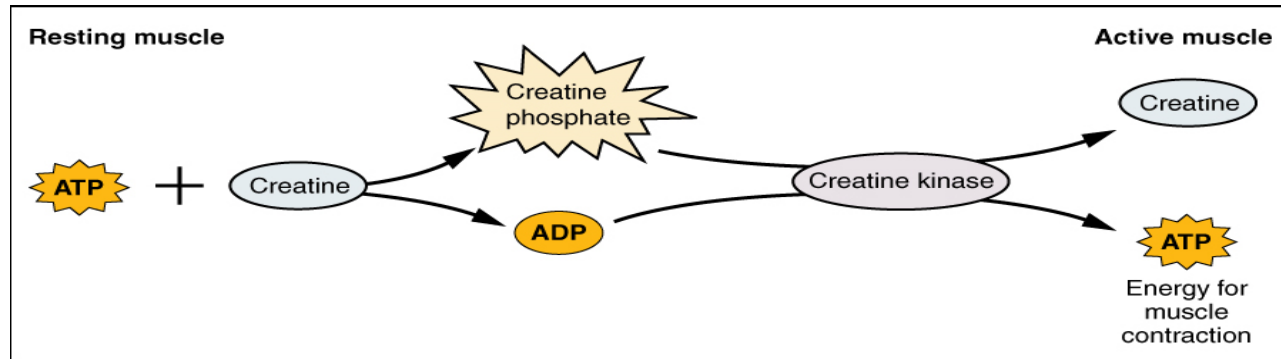 Resting muscle
Active muscle
Creatine
phosphate
Creatine
ATP
+
Creatine
Creatine kinase
ADP
ATP
Energy for
muscle
contraction